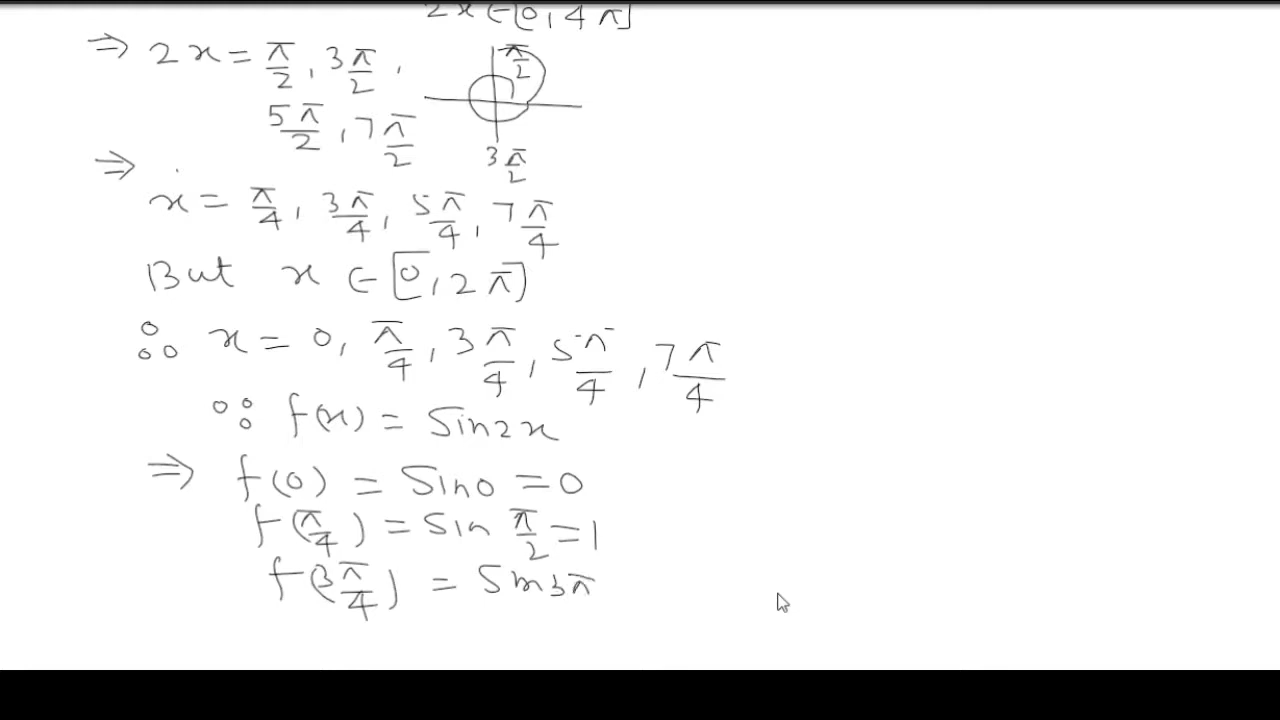 2x ∈ [0, 4π]
⇒ 2x = π/2, 3π/2,
5π/2, 7π/2
π/2
3π/2
⇒
x = π/4, 3π/4, 5π/4, 7π/4
But x ∈ [0, 2π]
∴ x = 0, π/4, 3π/4, 5π/4, 7π/4
∵ f(x) = Sin2x
⇒ f(0) = Sin0 = 0
f(π/4) = Sin π/2 = 1
f(3π/4) = Sin3π